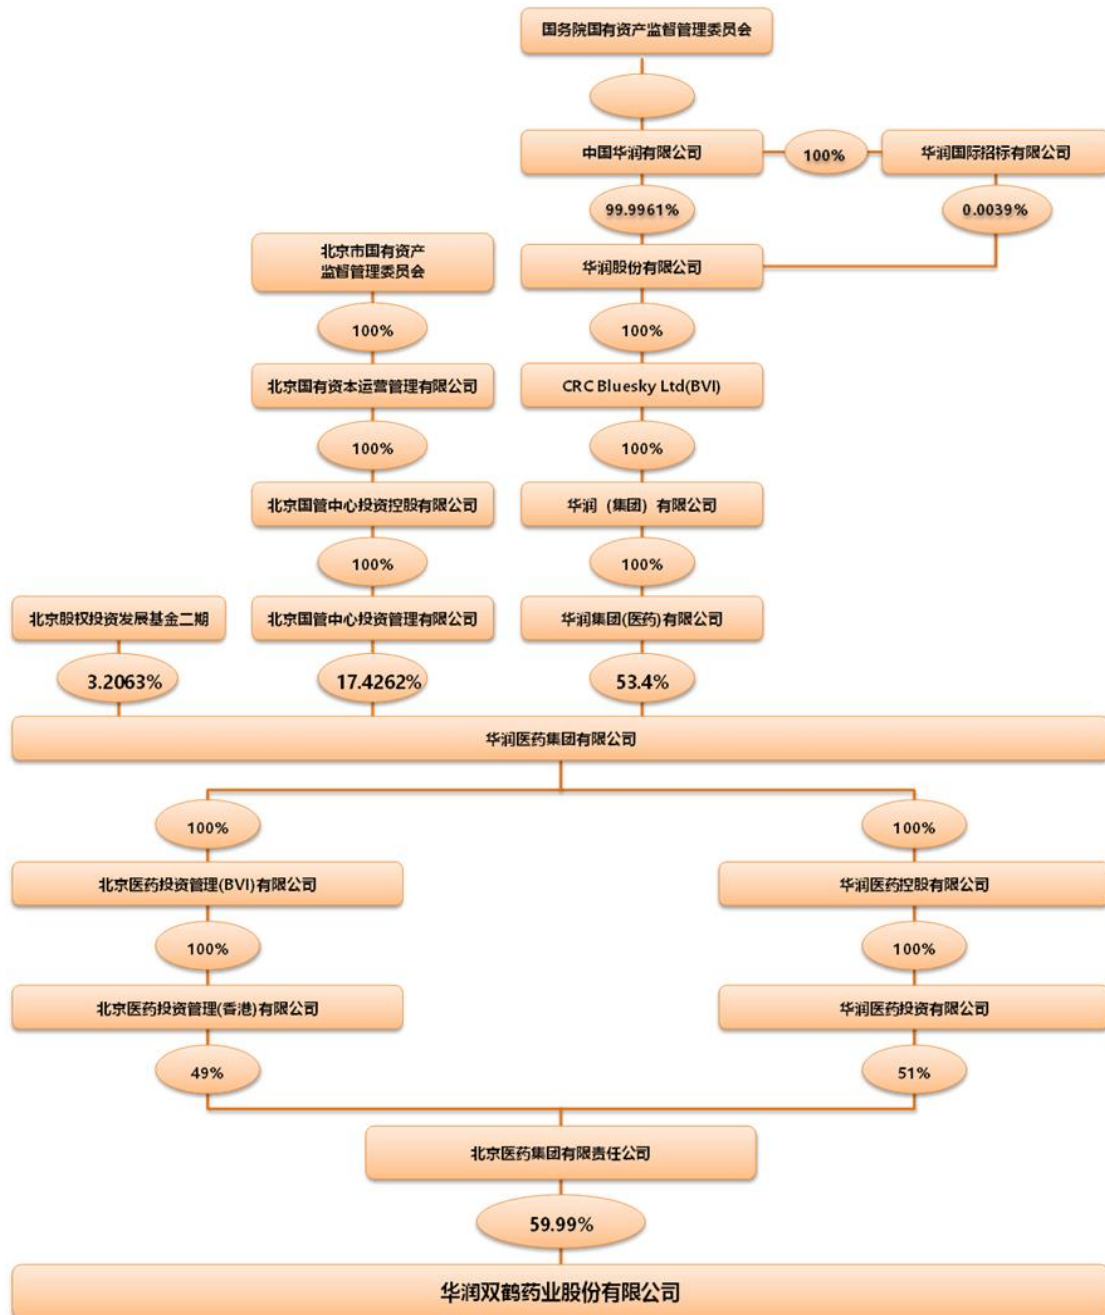 国务院国有资产监督管理委员会
中国华润有限公司
100%
华润国际招标有限公司
99.9961%
0.0039%
北京市国有资产
监督管理委员会
华润股份有限公司
100%
100%
北京国有资本运营管理有限公司
CRC Bluesky Ltd(BVI)
100%
100%
北京国管中心投资控股有限公司
华润（集团）有限公司
100%
100%
北京股权投资发展基金二期
北京国管中心投资管理有限公司
华润集团(医药)有限公司
3.2063%
17.4262%
53.4%
华润医药集团有限公司
100%
100%
北京医药投资管理(BVI)有限公司
华润医药控股有限公司
100%
100%
北京医药投资管理(香港)有限公司
华润医药投资有限公司
49%
51%
北京医药集团有限责任公司
59.99%
华润双鹤药业股份有限公司